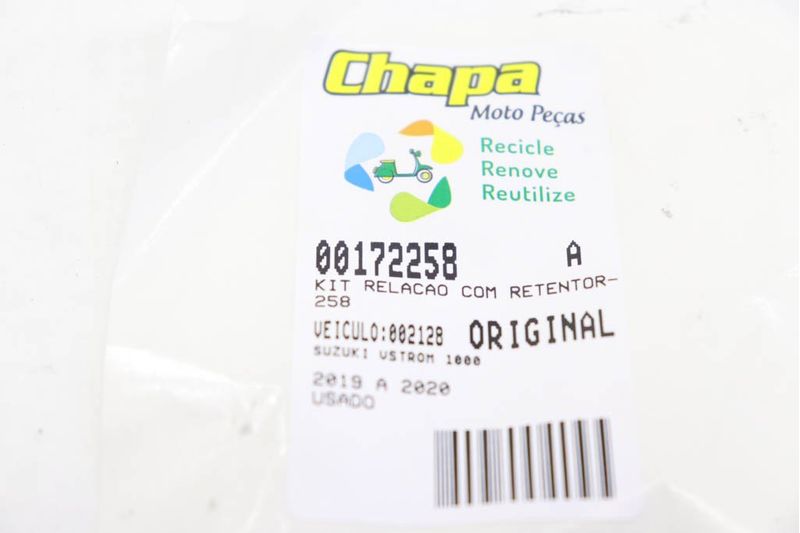 Chapa
Moto Peças
Recicle
Renove
Reutilize
00172258 A
KIT RELACAO COM RETENTOR-
258
VEICULO:002128 ORIGINAL
SUZUKI VSTROM 1000
2019 A 2020
USADO